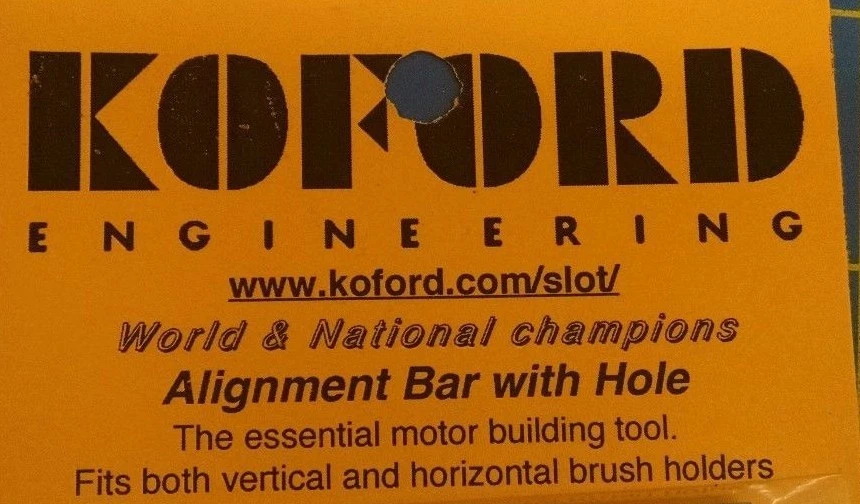 KOFORD
ENGINEERING
www.koford.com/slot/
World & National champions
Alignment Bar with Hole
The essential motor building tool.
Fits both vertical and horizontal brush holders